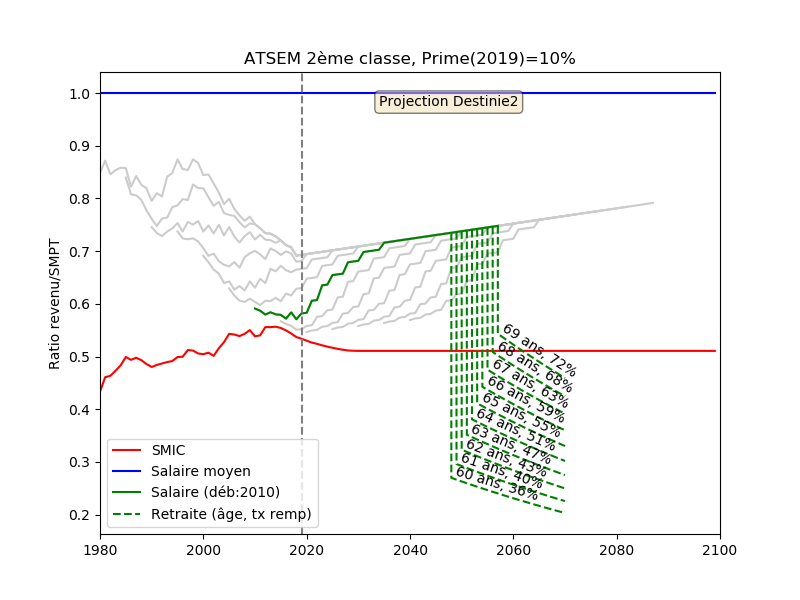 ATSEM 2ème classe, Prime(2019)=10%
Projection Destinie2
Ratio revenu/SMPT
1.0
0.9
0.8
0.7
0.6
0.5
0.4
0.3
0.2
69 ans, 72%
68 ans, 68%
67 ans, 63%
66 ans, 59%
65 ans, 55%
64 ans, 51%
63 ans, 47%
62 ans, 43%
61 ans, 40%
60 ans, 36%
SMIC
Salaire moyen
Salaire (déb:2010)
Retraite (âge, tx remp)
1980
2000
2020
2040
2060
2080
2100